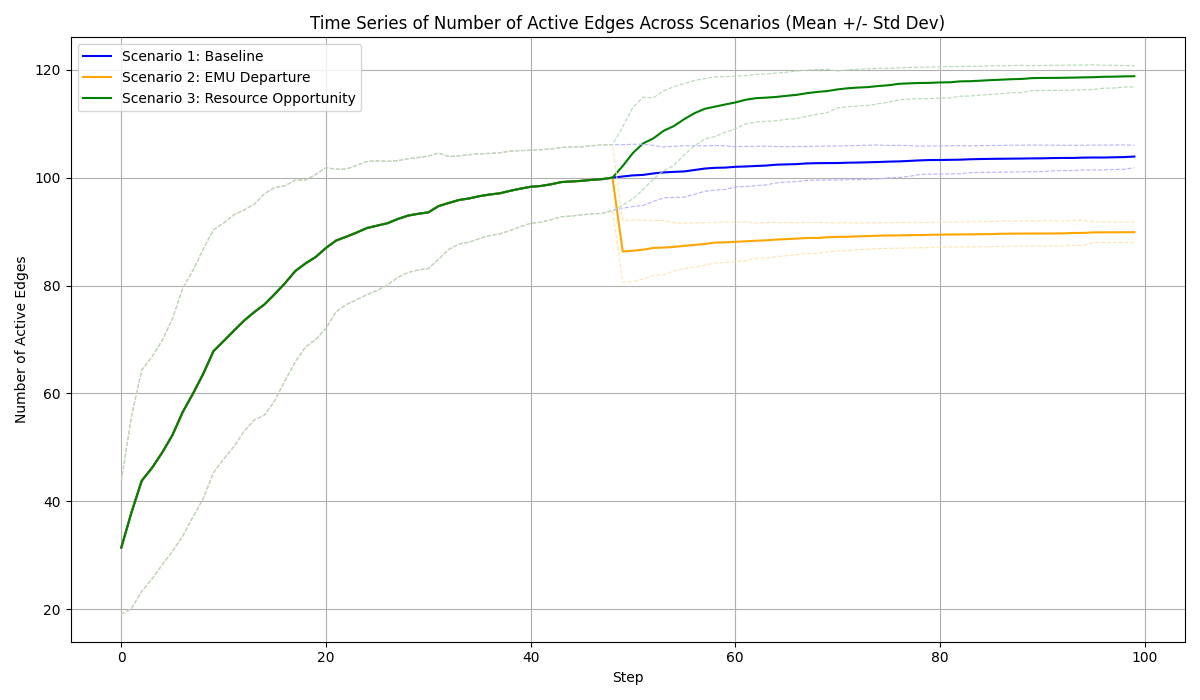 Time Series of Number of Active Edges Across Scenarios (Mean +/- Std Dev)
Scenario 1: Baseline
Scenario 2: EMU Departure
Scenario 3: Resource Opportunity
Number of Active Edges
120
100
80
60
40
20
0 20 40 60 80 100
Step